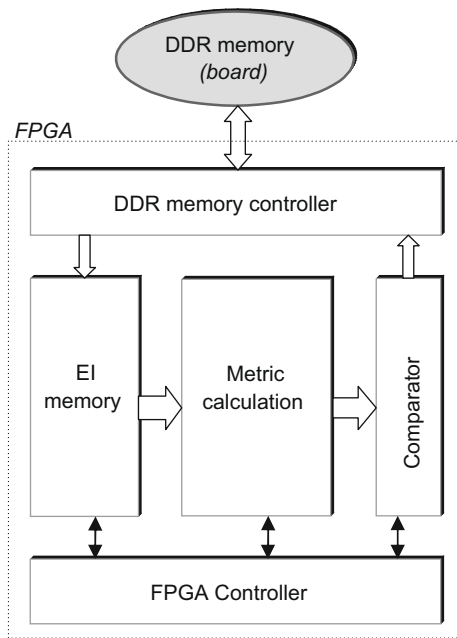 DDR memory
(board)
FPGA
DDR memory controller
EI
memory
Metric
calculation
Comparator
FPGA Controller